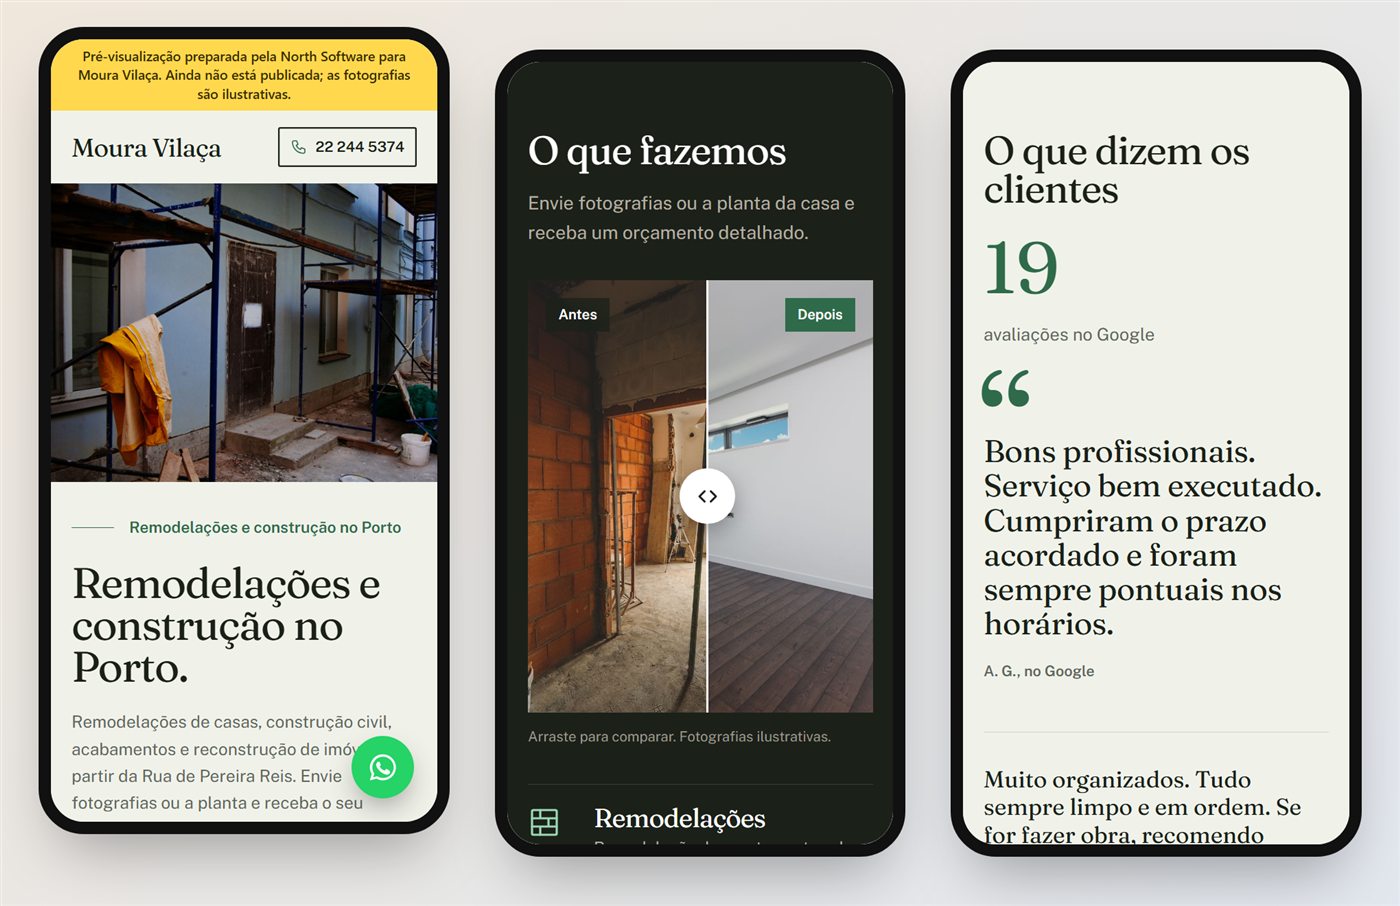 Pré-visualização preparada pela North Software para
Moura Vilaça. Ainda não está publicada; as fotografias
são ilustrativas.
Moura Vilaça
22 244 5374
Remodelações e construção no Porto
Remodelações e
construção no
Porto.
Remodelações de casas, construção civil,
acabamentos e reconstrução de
partir da Rua de Pereira Reis. Envie
fotografias ou a planta e receba o seu
O que fazemos
Envie fotografias ou a planta da casa e
receba um orçamento detalhado.
Antes
Depois
Arraste para comparar. Fotografias ilustrativas.
Remodelações
O que dizem os
clientes
19
avaliações no Google
“
Bons profissionais.
Serviço bem executado.
Cumpriram o prazo
acordado e foram
sempre pontuais nos
horários.
A. G., no Google
Muito organizados. Tudo
sempre limpo e em ordem. Se
for fazer obra, recomendo